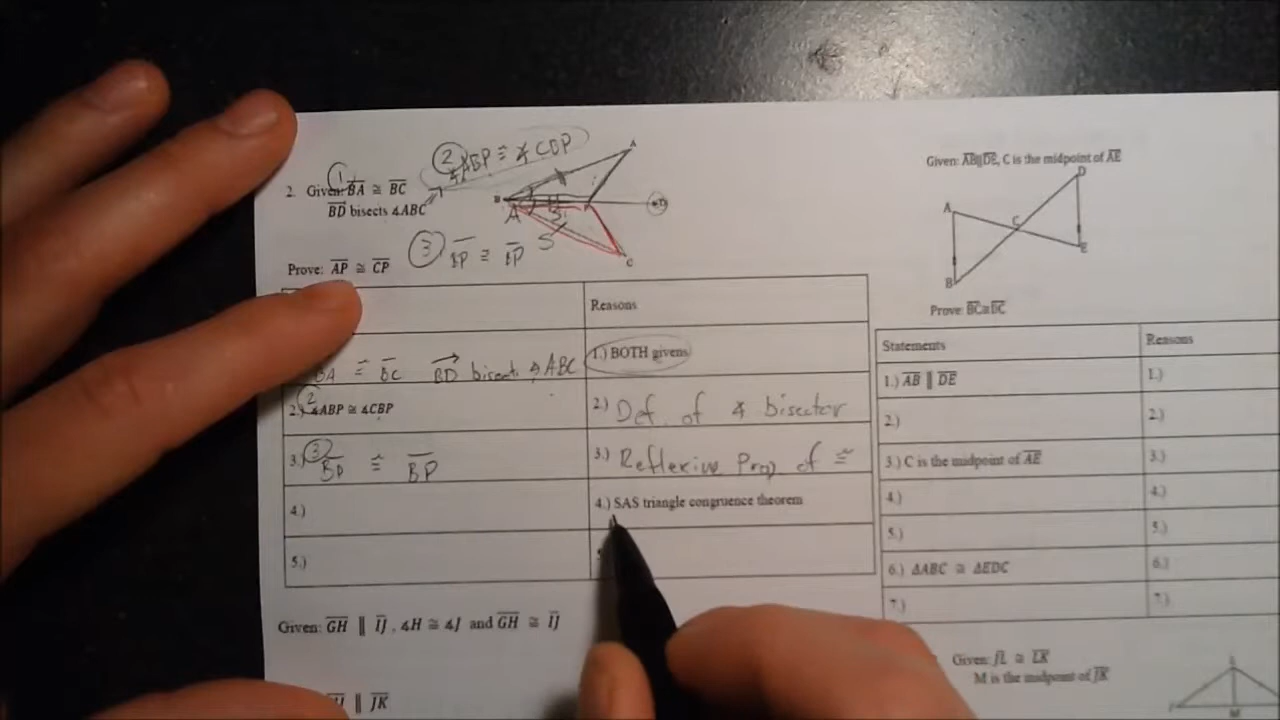 ② ∡ABP ≅ ∡CBP
①
2. Given: BA ≅ BC
BD bisects ∡ABC
③ BP ≅ BP
Prove: AP ≅ CP
A
B
D
A S
S
C
Reasons
BA ≅ BC BD bisects ∡ABC
1.) BOTH givens
2.) ② ∡ABP ≅ ∡CBP
2.) Def. of ∡ bisector
3.) ③ BP ≅ BP
3.) Reflexive Prop of ≅
4.)
4.) SAS triangle congruence theorem
5.)
Given: GH ∥ IJ , ∡H ≅ ∡J and GH ≅ IJ
∥ JK
Given: AB∥DE, C is the midpoint of AE
D
A
C
E
B
Prove: BC≅DC
Statements
Reasons
1.) AB ∥ DE
1.)
2.)
2.)
3.) C is the midpoint of AE
3.)
4.)
4.)
5.)
5.)
6.) ΔABC ≅ ΔEDC
6.)
7.)
7.)
Given: JL ≅ LK
M is the midpoint of JK
L
J
M